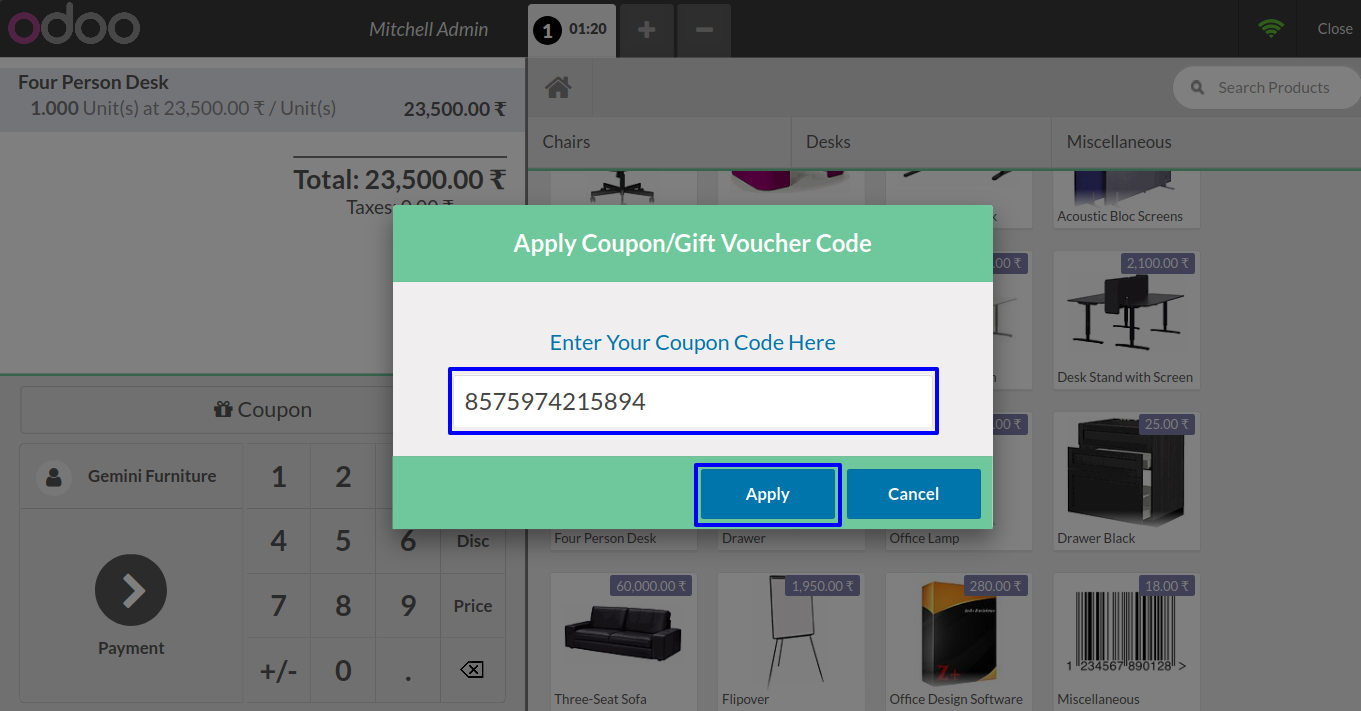 odoo
Mitchell Admin
1 01:20
+
−
Close
Four Person Desk
1.000 Unit(s) at 23,500.00 ₹ / Unit(s) 23,500.00 ₹
Total: 23,500.00 ₹
Taxes: 0.00 ₹
Search Products
Chairs Desks Miscellaneous
Acoustic Bloc Screens
Apply Coupon/Gift Voucher Code
Enter Your Coupon Code Here
8575974215894
Apply Cancel
Coupon
Gemini Furniture
Payment
1 2
4 5 6 Disc
7 8 9 Price
+/- 0 .
.00 ₹ 2,100.00 ₹
Desk Stand with Screen
.00 ₹ 25.00 ₹
Four Person Desk Drawer Office Lamp Drawer Black
60,000.00 ₹ 1,950.00 ₹ 280.00 ₹ 18.00 ₹
Z+
1 234567 890128 >
Three-Seat Sofa Flipover Office Design Software Miscellaneous